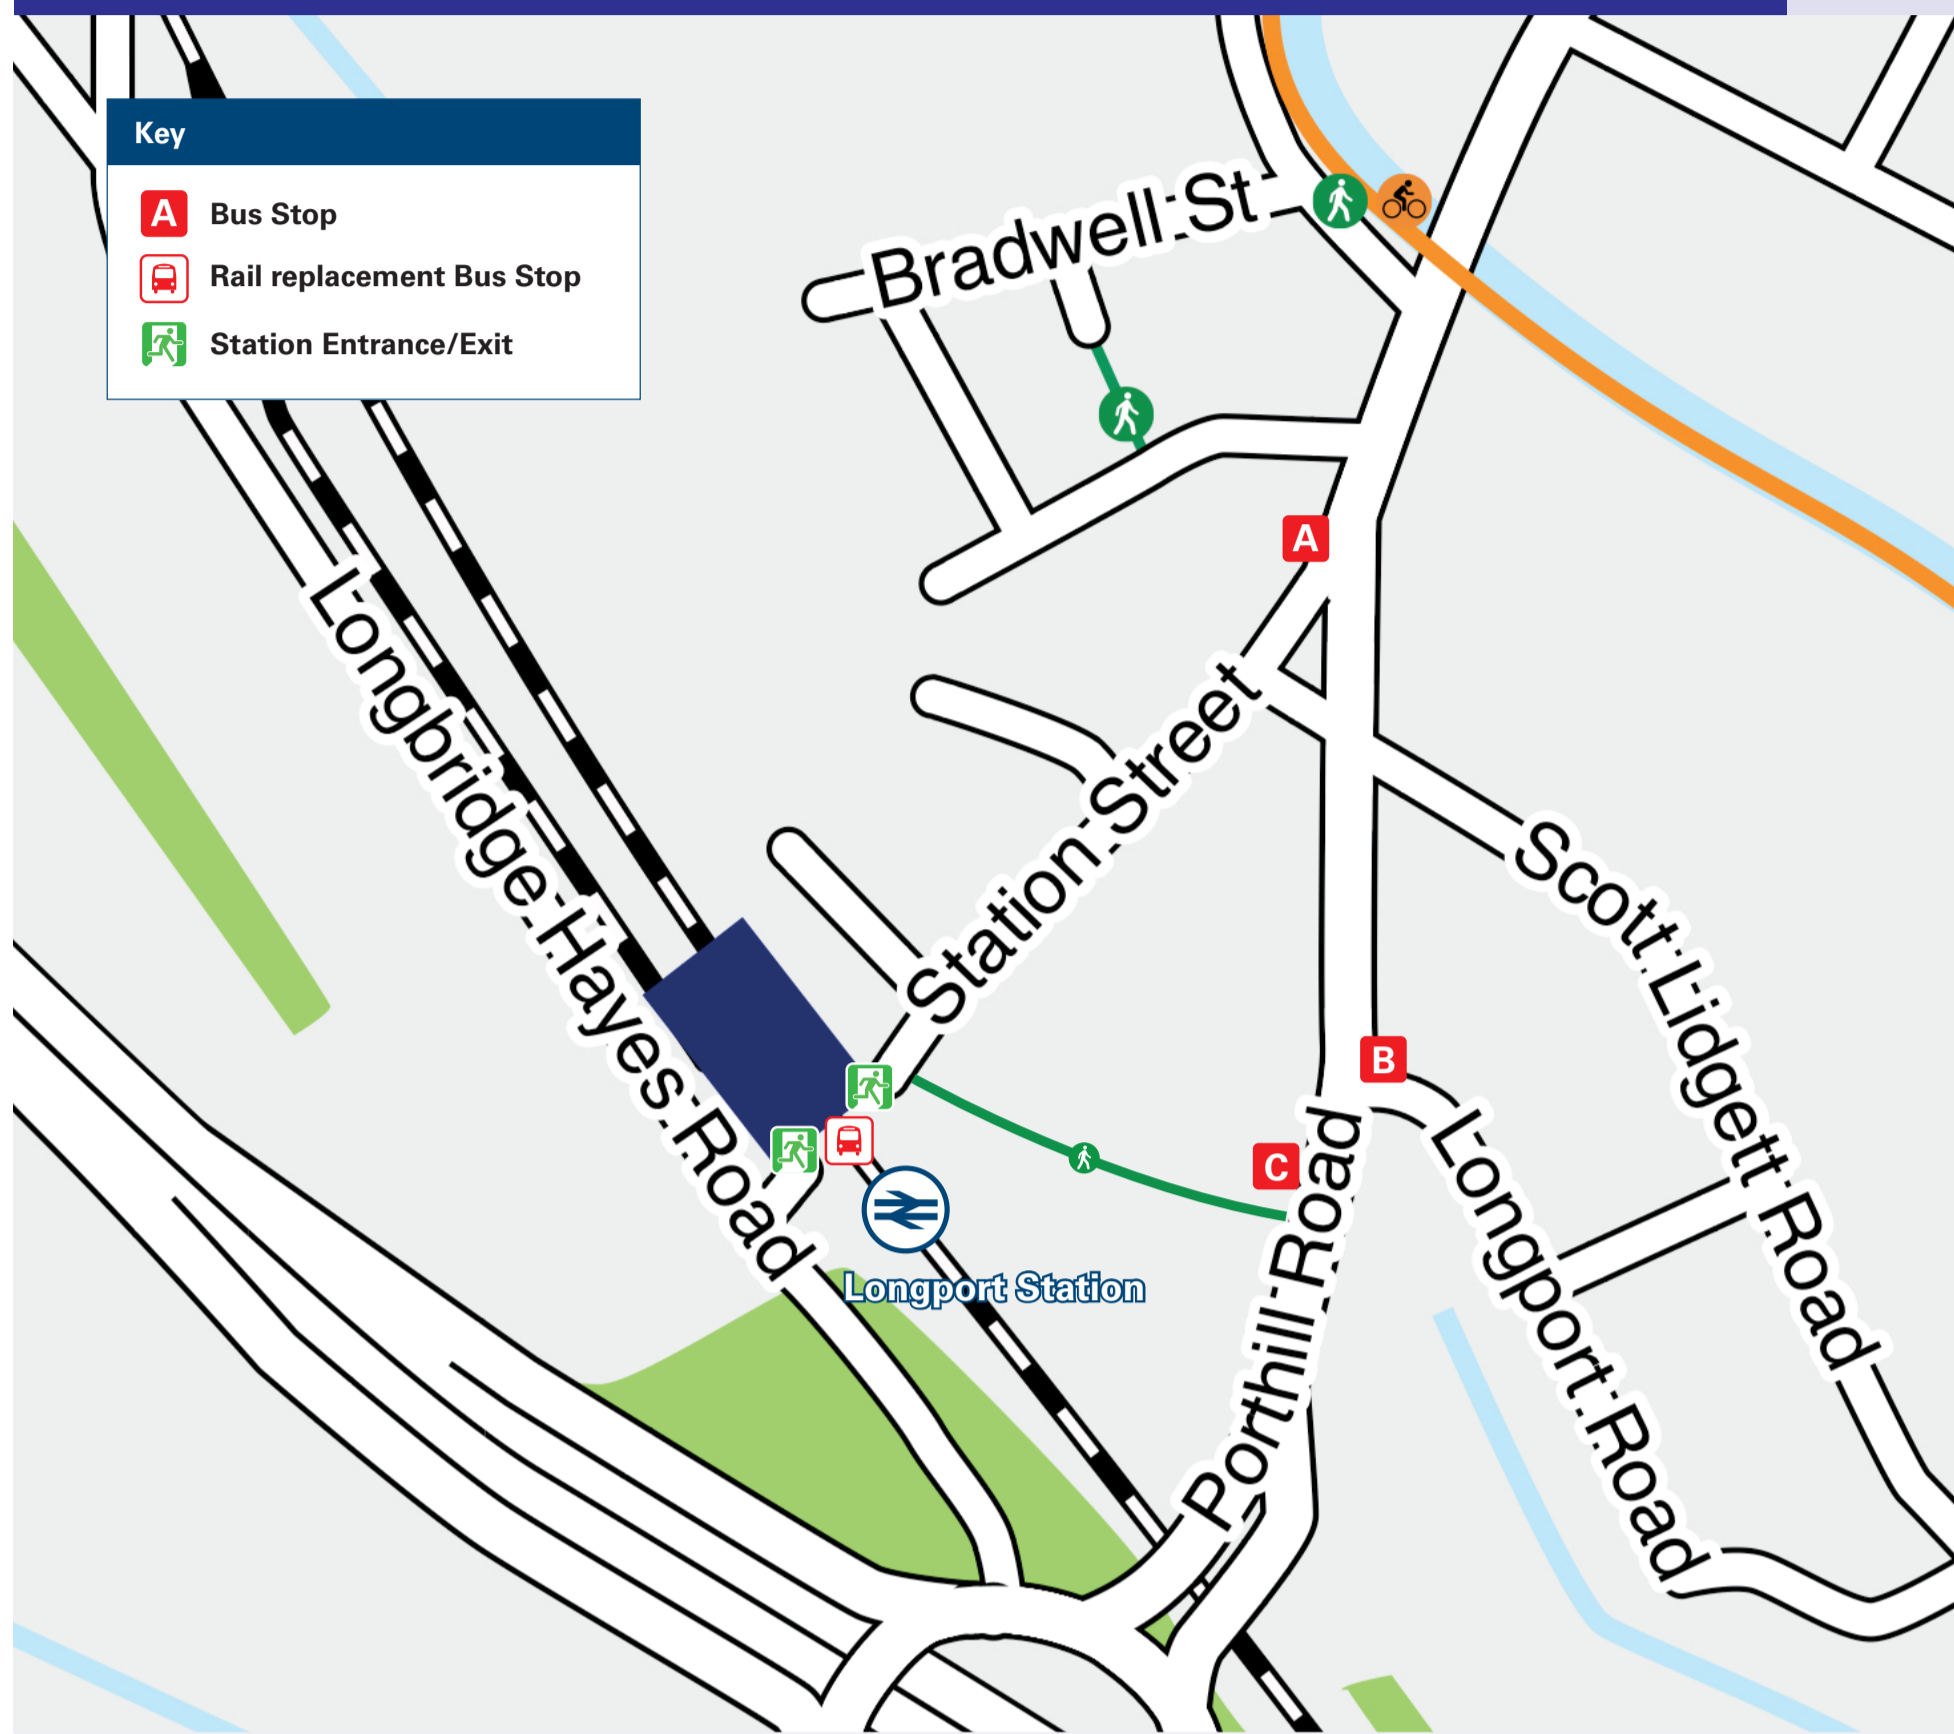 Key
A Bus Stop
Rail replacement Bus Stop
Station Entrance/Exit
Bradwell St
A
Longbridge Hayes Road
Station Street
Scott Lidgett Road
B
C
Porthill Road
Longport Road
Longport Station